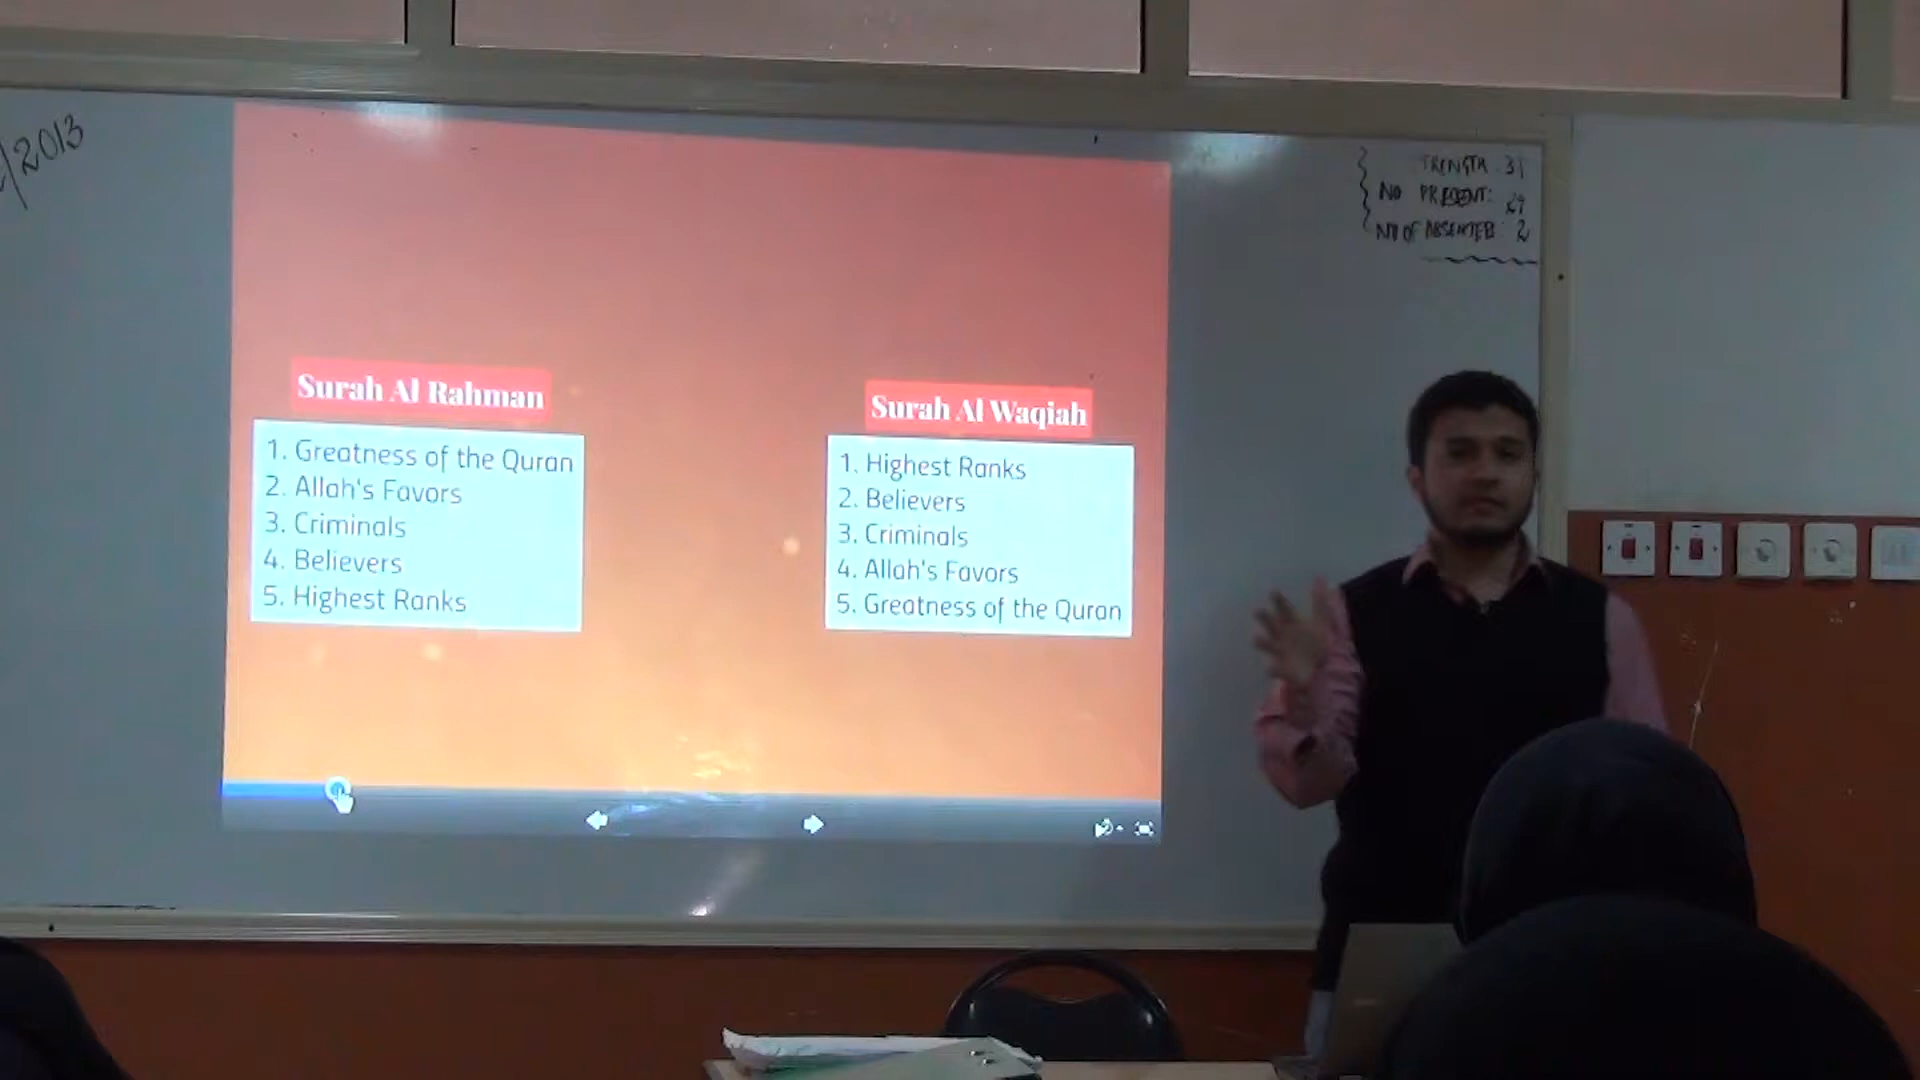 /2013
TRENGTH : 31
NO PRESENT: 29
NO OF ABSENTEES : 2
Surah Al Rahman
1. Greatness of the Quran
2. Allah's Favors
3. Criminals
4. Believers
5. Highest Ranks
Surah Al Waqiah
1. Highest Ranks
2. Believers
3. Criminals
4. Allah's Favors
5. Greatness of the Quran